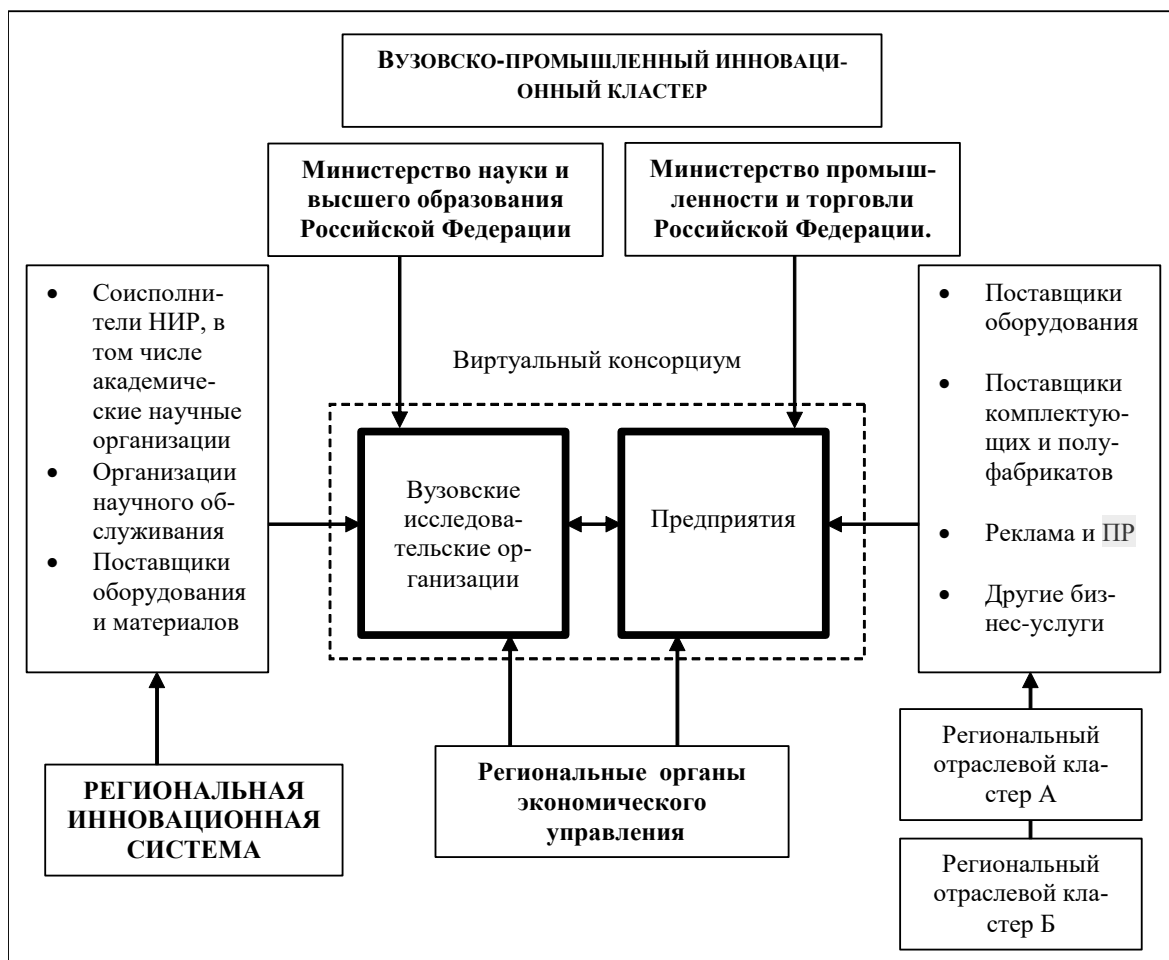 ВУЗОВСКО-ПРОМЫШЛЕННЫЙ ИННОВАЦИ-
ОННЫЙ КЛАСТЕР
Министерство науки и
высшего образования
Российской Федерации
Министерство промыш-
ленности и торговли
Российской Федерации.
• Соисполни-
тели НИР, в
том числе
академиче-
ские научные
организации
• Организации
научного об-
служивания
• Поставщики
оборудования
и материалов
Виртуальный консорциум
Вузовские
исследова-
тельские ор-
ганизации
Предприятия
• Поставщики
оборудования
• Поставщики
комплектую-
щих и полу-
фабрикатов
• Реклама и ПР
• Другие биз-
нес-услуги
РЕГИОНАЛЬНАЯ
ИННОВАЦИОННАЯ
СИСТЕМА
Региональные органы
экономического
управления
Региональный
отраслевой кла-
стер А
Региональный
отраслевой кла-
стер Б